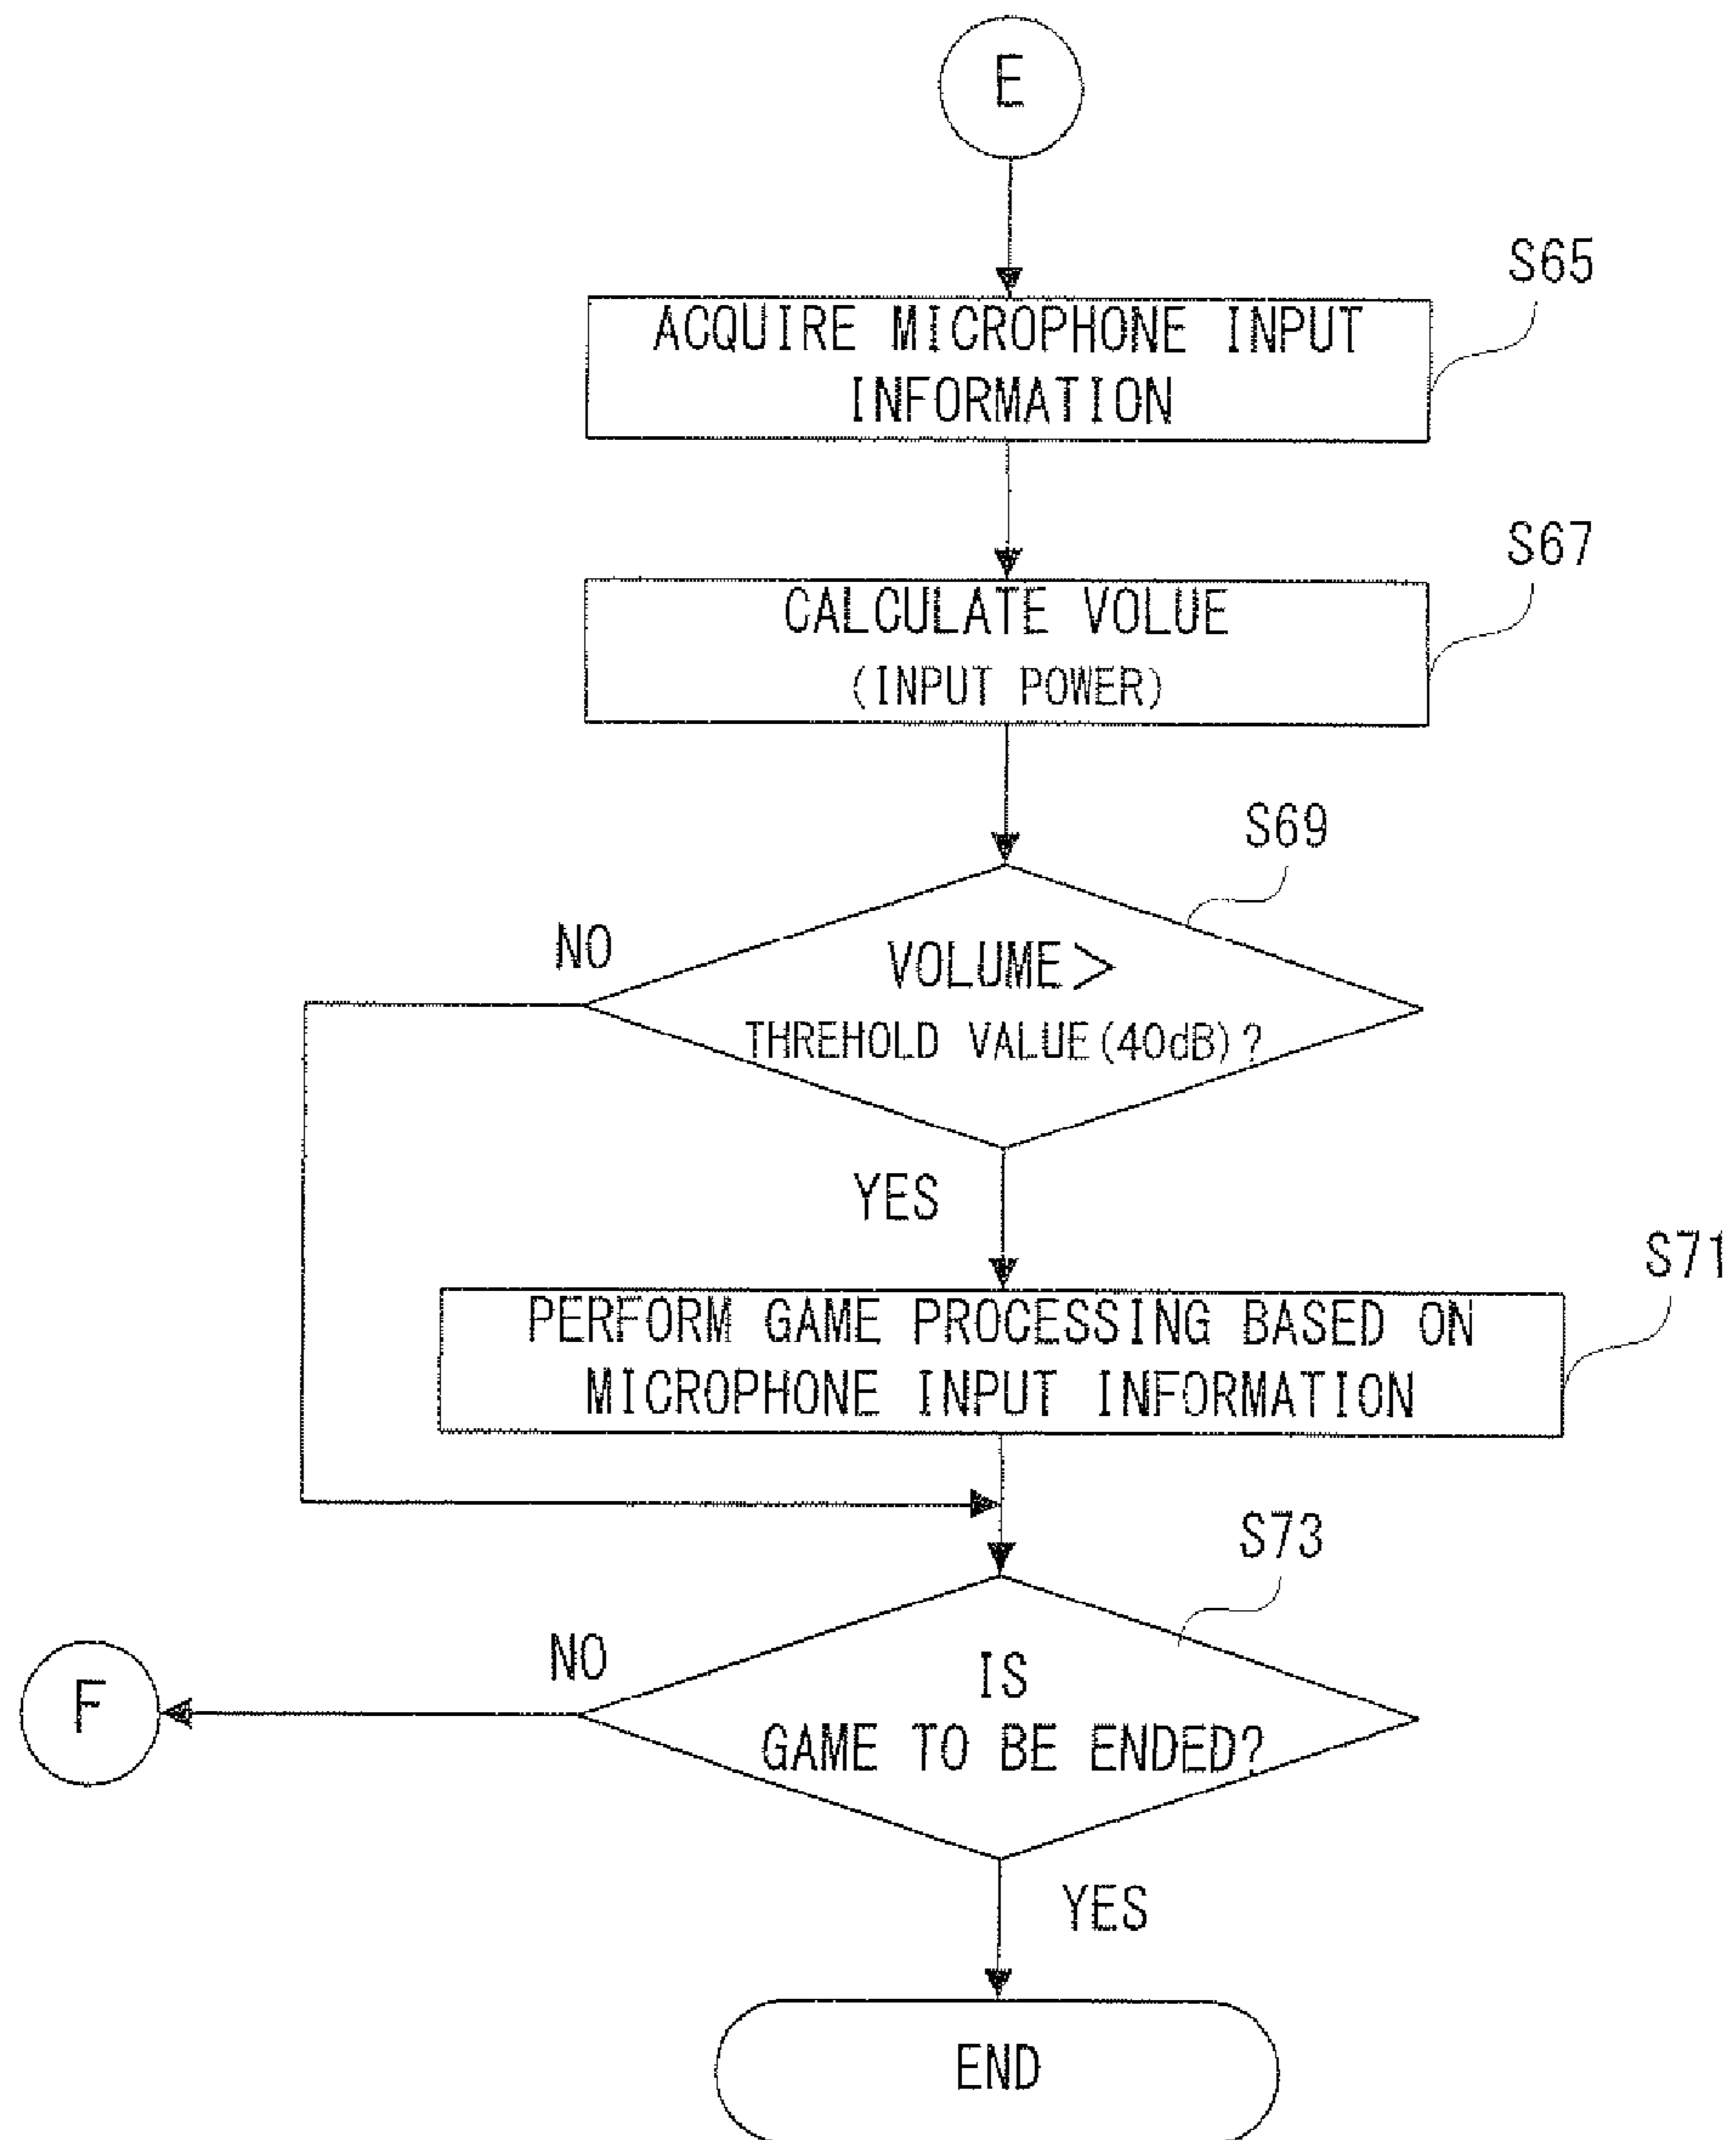 E
S65
ACQUIRE MICROPHONE INPUT
INFORMATION
S67
CALCULATE VOLUE
(INPUT POWER)
S69
NO
VOLUME>
THREHOLD VALUE(40dB)?
YES
S71
PERFORM GAME PROCESSING BASED ON
MICROPHONE INPUT INFORMATION
S73
NO
IS
F
GAME TO BE ENDED?
YES
END